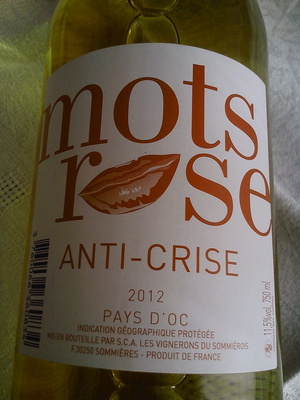 mots
rose
ANTI-CRISE
2012
PAYS D'OC
INDICATION GÉOGRAPHIQUE PROTÉGÉE
MIS EN BOUTEILLE PAR S.C.A. LES VIGNERONS DU SOMMIÉROIS
F.30250 SOMMIÈRES - PRODUIT DE FRANCE
11,5%vol. 750 ml